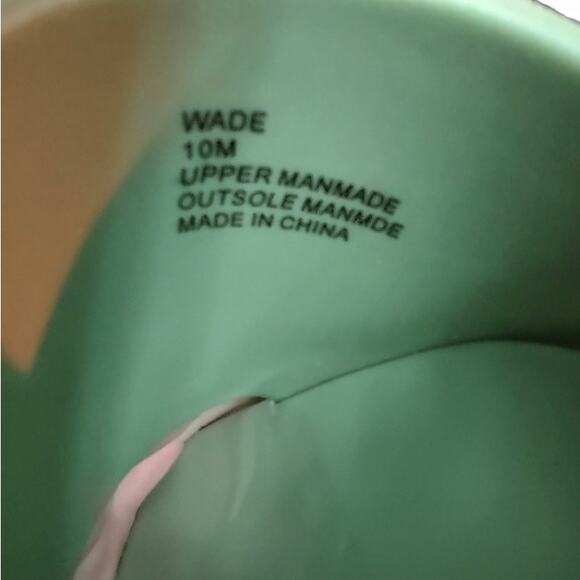 WADE
10M
UPPER MANMADE
OUTSOLE MANMDE
MADE IN CHINA